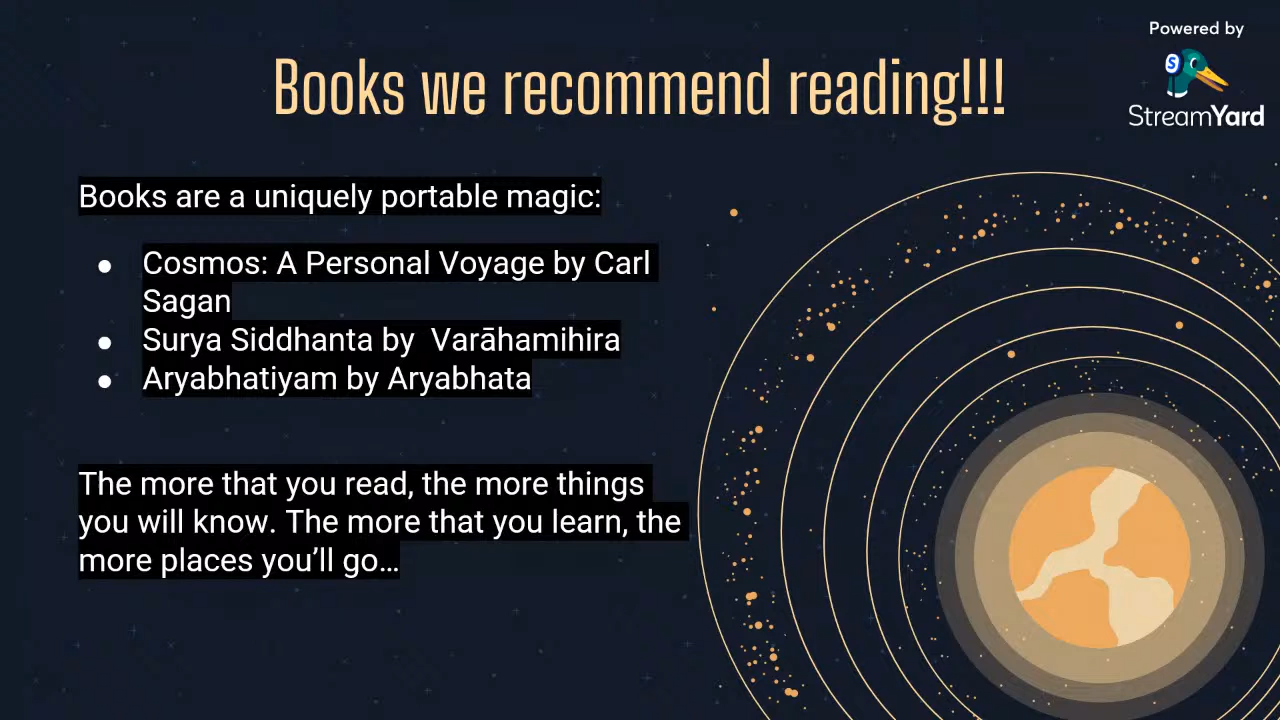 Powered by
StreamYard
Books we recommend reading!!!
Books are a uniquely portable magic:
● Cosmos: A Personal Voyage by Carl
Sagan
● Surya Siddhanta by  Varāhamihira
● Aryabhatiyam by Aryabhata
The more that you read, the more things
you will know. The more that you learn, the
more places you’ll go…